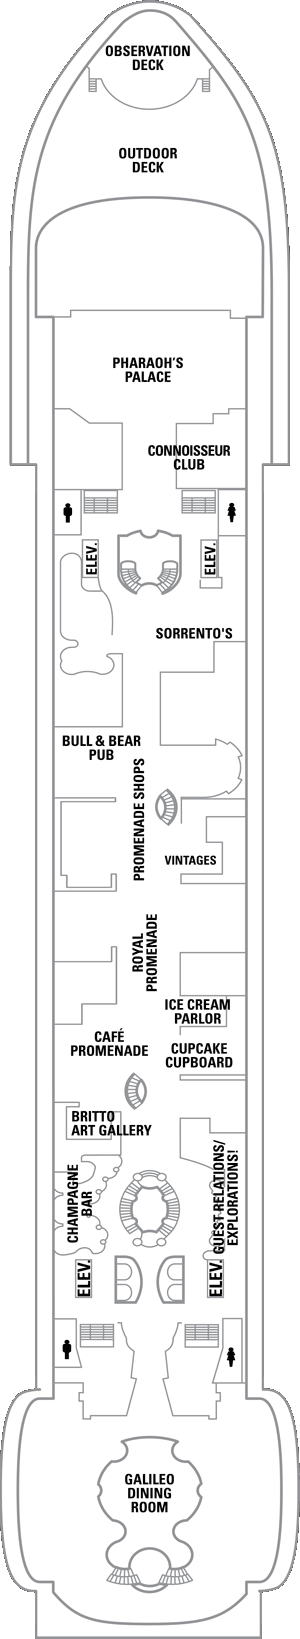 OBSERVATION
DECK
OUTDOOR
DECK
PHARAOH'S
PALACE
CONNOISSEUR
CLUB
ELEV.
ELEV.
SORRENTO'S
BULL & BEAR
PUB
PROMENADE SHOPS
VINTAGES
ROYAL
PROMENADE
ICE CREAM
PARLOR
CAFÉ
PROMENADE
CUPCAKE
CUPBOARD
BRITTO
ART GALLERY
CHAMPAGNE
BAR
GUEST RELATIONS/
EXPLORATIONS!
ELEV.
ELEV.
GALILEO
DINING
ROOM